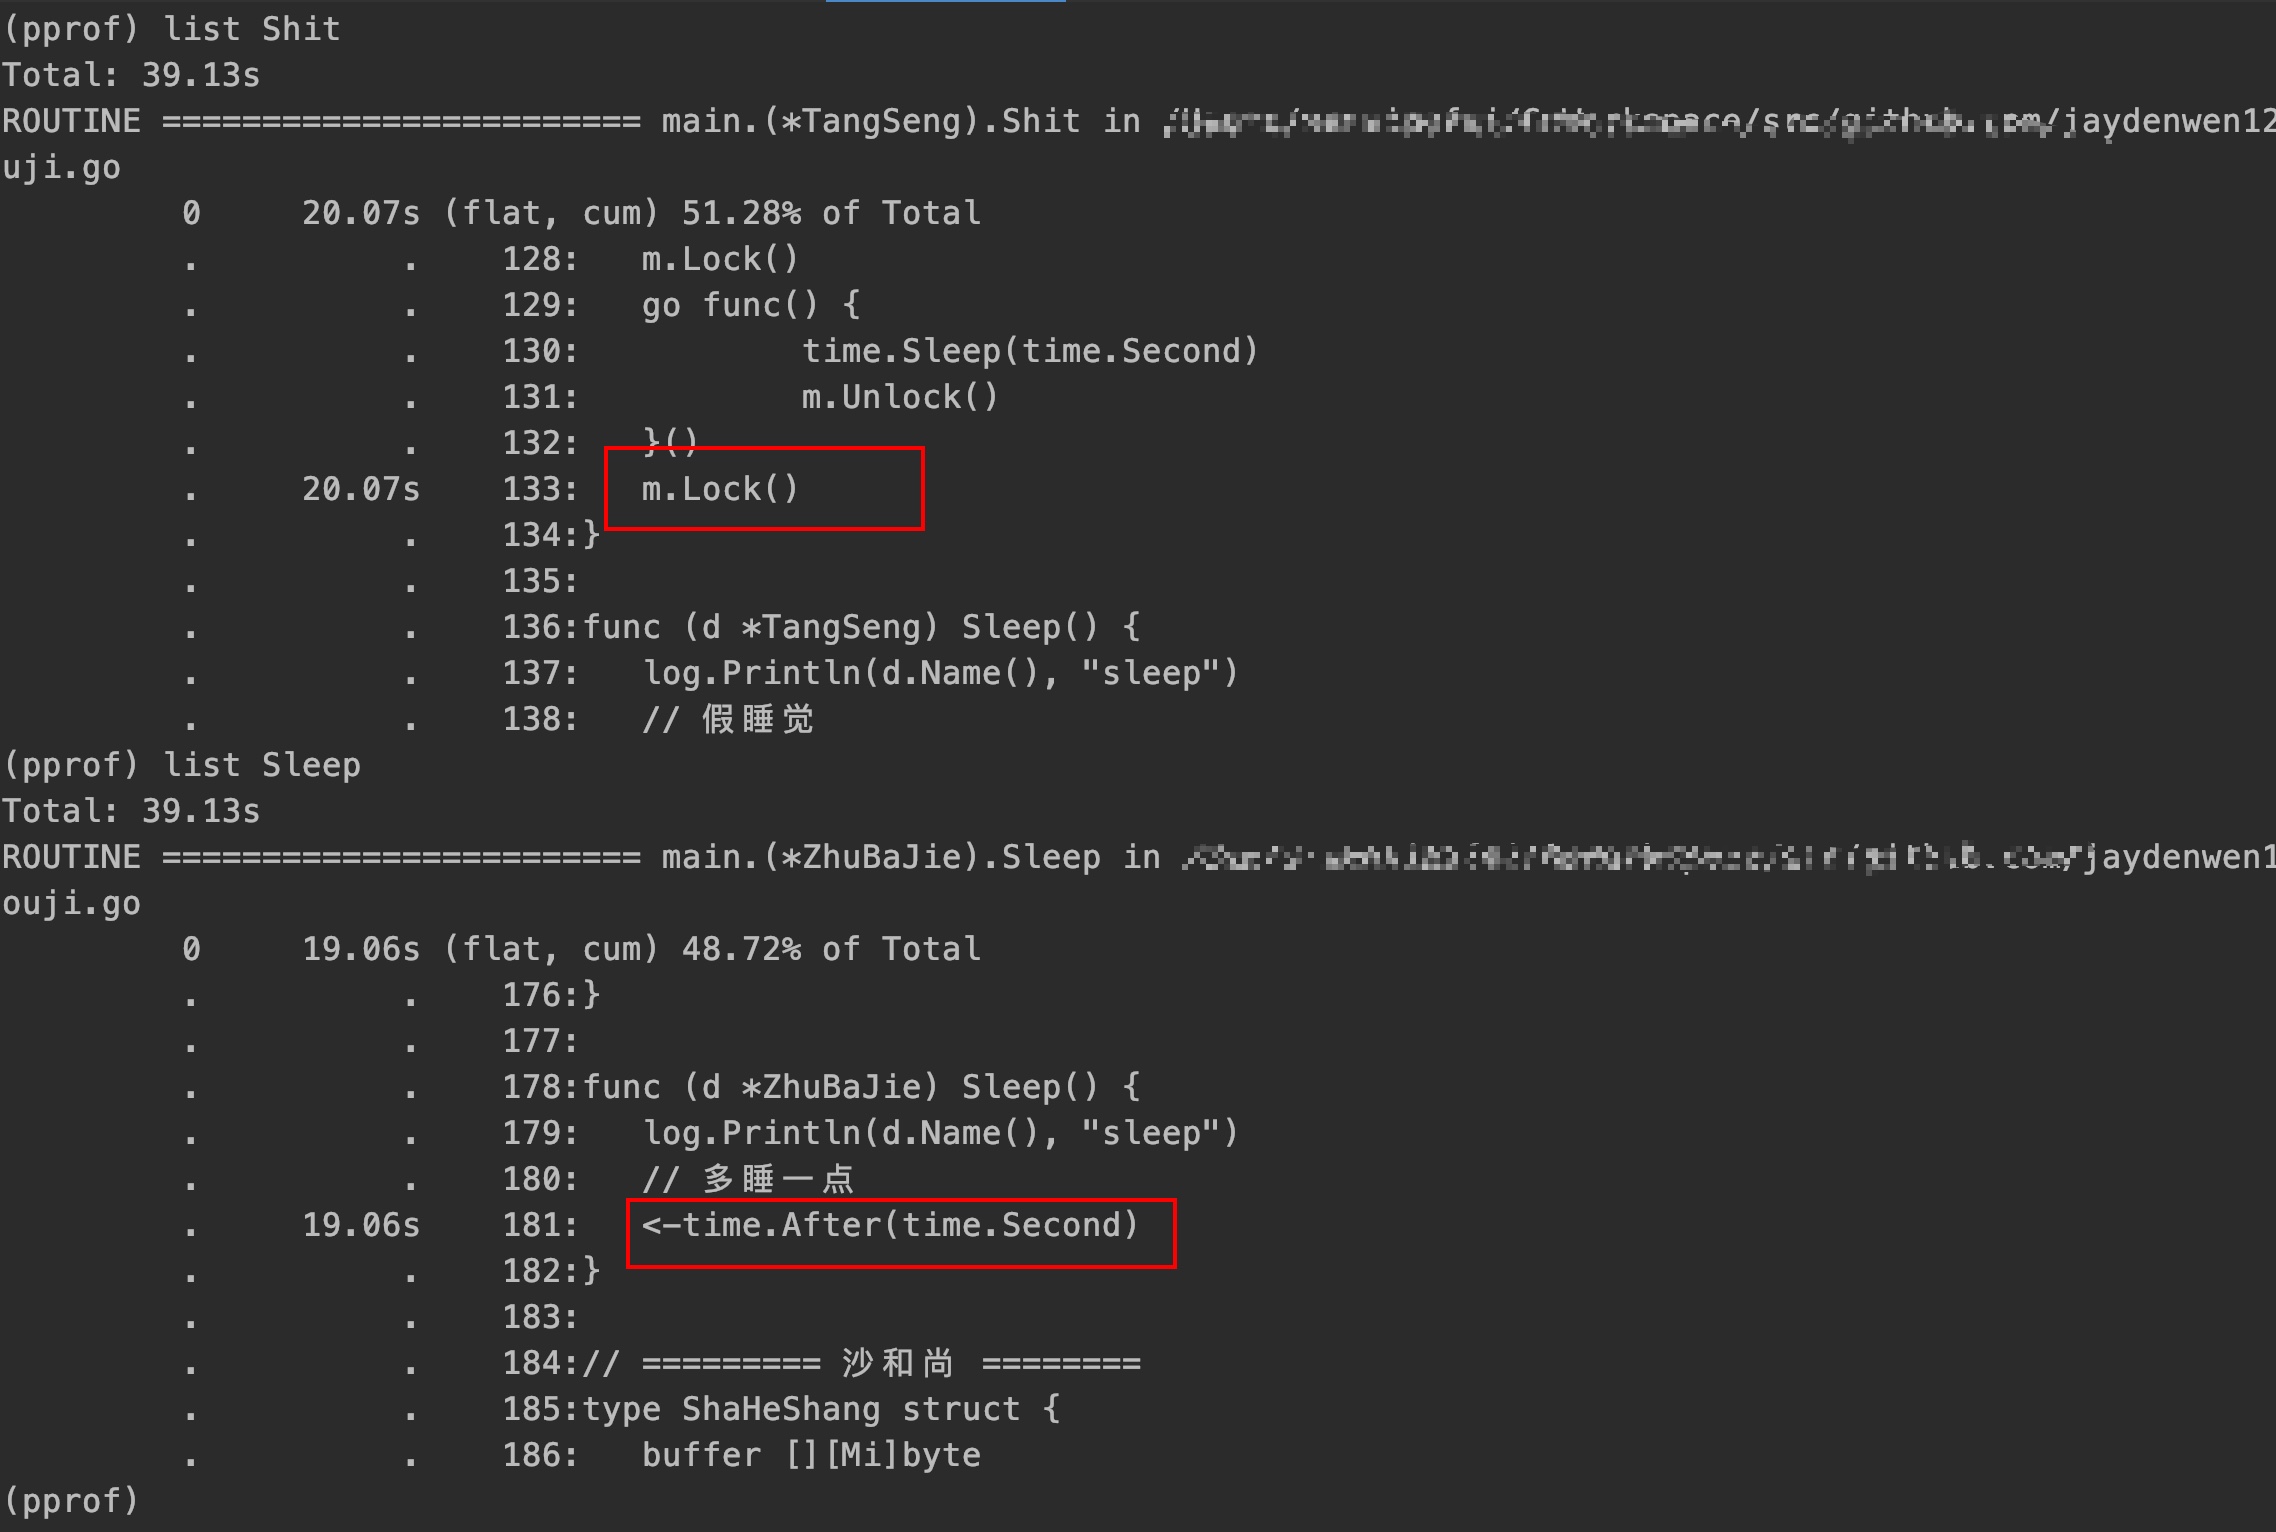 (pprof) list Shit
Total: 39.13s
ROUTINE ======================== main.(*TangSeng).Shit in jaydenwen12
uji.go
0 20.07s (flat, cum) 51.28% of Total
. . 128: m.Lock()
. . 129: go func() {
. . 130: time.Sleep(time.Second)
. . 131: m.Unlock()
. . 132: }()
. 20.07s 133: m.Lock()
. . 134:}
. . 135:
. . 136:func (d *TangSeng) Sleep() {
. . 137: log.Println(d.Name(), "sleep")
. . 138: // 假睡觉
(pprof) list Sleep
Total: 39.13s
ROUTINE ======================== main.(*ZhuBaJie).Sleep in jaydenwen1
ouji.go
0 19.06s (flat, cum) 48.72% of Total
. . 176:}
. . 177:
. . 178:func (d *ZhuBaJie) Sleep() {
. . 179: log.Println(d.Name(), "sleep")
. . 180: // 多睡一点
. 19.06s 181: <-time.After(time.Second)
. . 182:}
. . 183:
. . 184:// ========= 沙和尚 ========
. . 185:type ShaHeShang struct {
. . 186: buffer [][Mi]byte
(pprof)